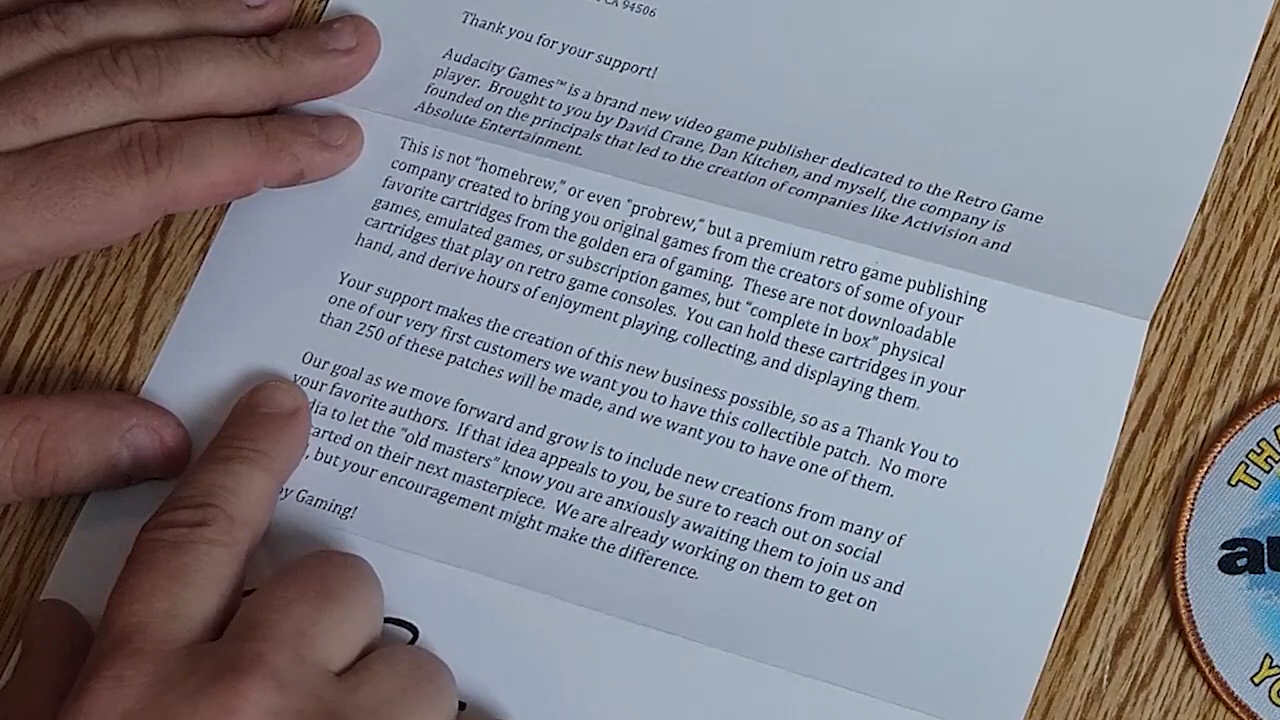 CA 94506
Thank you for your support!
Audacity Games™ is a brand new video game publisher dedicated to the Retro Game
player. Brought to you by David Crane, Dan Kitchen, and myself, the company is
founded on the principals that led to the creation of companies like Activision and
Absolute Entertainment.
This is not “homebrew,” or even “probrew,” but a premium retro game publishing
company created to bring you original games from the creators of some of your
favorite cartridges from the golden era of gaming. These are not downloadable
games, emulated games, or subscription games, but “complete in box” physical
cartridges that play on retro game consoles. You can hold these cartridges in your
hand, and derive hours of enjoyment playing, collecting, and displaying them.
Your support makes the creation of this new business possible, so as a Thank You to
one of our very first customers we want you to have this collectible patch. No more
than 250 of these patches will be made, and we want you to have one of them.
Our goal as we move forward and grow is to include new creations from many of
your favorite authors. If that idea appeals to you, be sure to reach out on social
dia to let the “old masters” know you are anxiously awaiting them to join us and
arted on their next masterpiece. We are already working on them to get on
, but your encouragement might make the difference.
py Gaming!
THA
au
YO